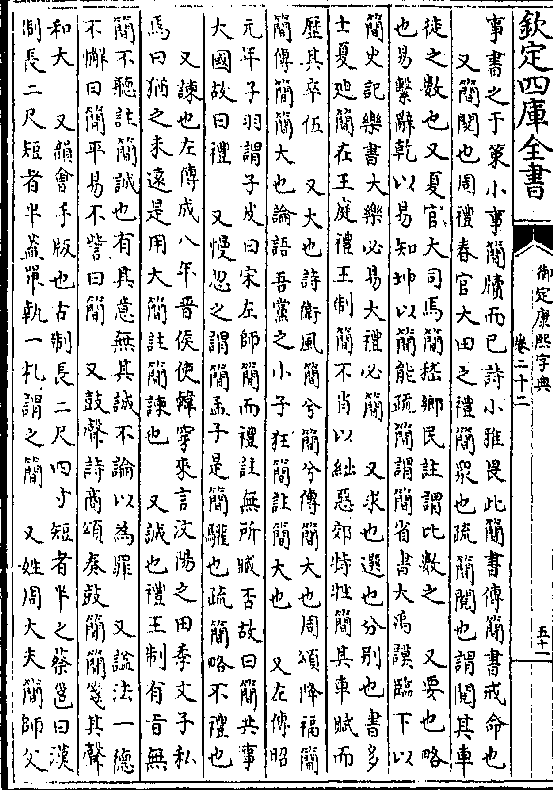 欽定四庫全書
御定康熙字典
卷二十二
五十一
事書之于策小事簡牘而已詩小雅畏此簡書傳簡書戒命也
又簡閱也周禮春官大田之禮簡衆也疏簡閱也謂閱其車
徒之數也又夏官大司馬簡稽鄉民註謂比數之 又要也略
也易繫辭乾以易知坤以簡能疏簡謂簡省書大禹謨臨下以
簡史記樂書大樂必易大禮必簡 又求也選也分别也書多
士夏廸簡在王庭禮王制簡不肖以絀惡郊特牲簡其車賦而
歷其卒伍 又大也詩衛風簡兮簡兮傳簡大也周頌降福簡
簡傳簡簡大也論語吾黨之小子狂簡註簡大也 又左傳昭
元年子羽謂子皮曰宋左師簡而禮註無所臧否故曰簡共事
大國故曰禮 又慢忽之謂簡孟子是簡驩也疏簡略不禮也
又諫也左傳成八年晉侯使韓穿來言汶陽之田季文子私
焉曰猶之未遠是用大簡註簡諫也 又誠也禮王制有旨無
簡不聽註簡誠也有其意無其誠不論以為罪 又謚法一德
不懈曰簡平易不訾曰簡 又鼓聲詩商頌奏鼓簡簡箋其聲
和大 又韻會手版也古制長二尺四寸短者半之蔡邕曰漢
制長二尺短者半蓋單執一札謂之簡 又姓周大夫簡師父